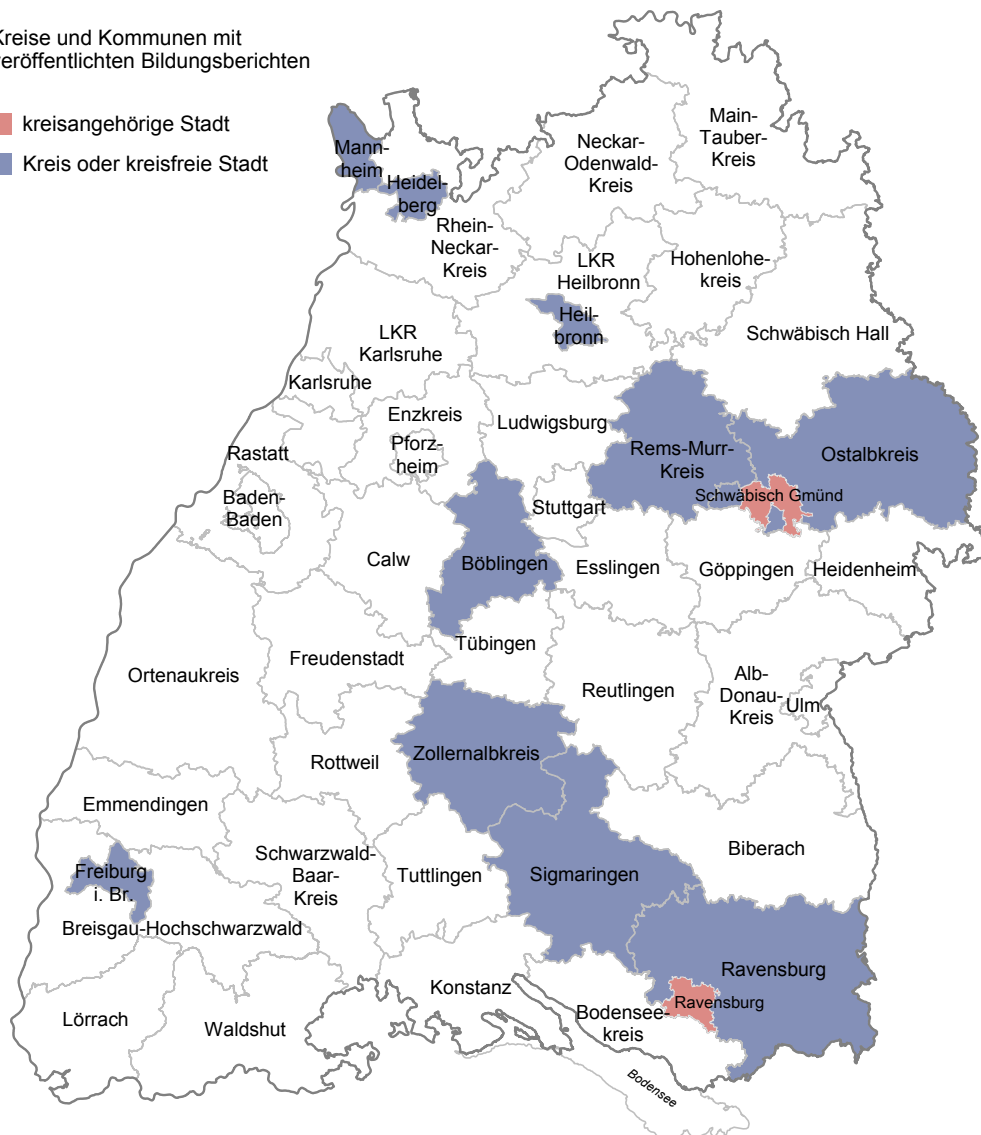 Kreise und Kommunen mit
veröffentlichten Bildungsberichten
kreisangehörige Stadt
Kreis oder kreisfreie Stadt
Main-
Tauber-
Kreis
Neckar-
Odenwald-
Kreis
Mann-
heim
Heidel-
berg
Rhein-
Neckar-
Kreis
LKR
Heilbronn
Hohenlohe-
kreis
Heil-
bronn
Schwäbisch Hall
LKR
Karlsruhe
Karlsruhe
Enzkreis
Pforz-
heim
Ludwigsburg
Rems-Murr-
Kreis
Ostalbkreis
Rastatt
Baden-
Baden
Stuttgart
Schwäbisch Gmünd
Calw
Böblingen
Esslingen
Göppingen
Heidenheim
Tübingen
Ortenaukreis
Freudenstadt
Reutlingen
Alb-
Donau-
Kreis
Ulm
Rottweil
Zollernalbkreis
Emmendingen
Schwarzwald-
Baar-
Kreis
Tuttlingen
Sigmaringen
Biberach
Freiburg
i. Br.
Breisgau-Hochschwarzwald
Ravensburg
Konstanz
Ravensburg
Bodensee-
kreis
Lörrach
Waldshut
Bodensee